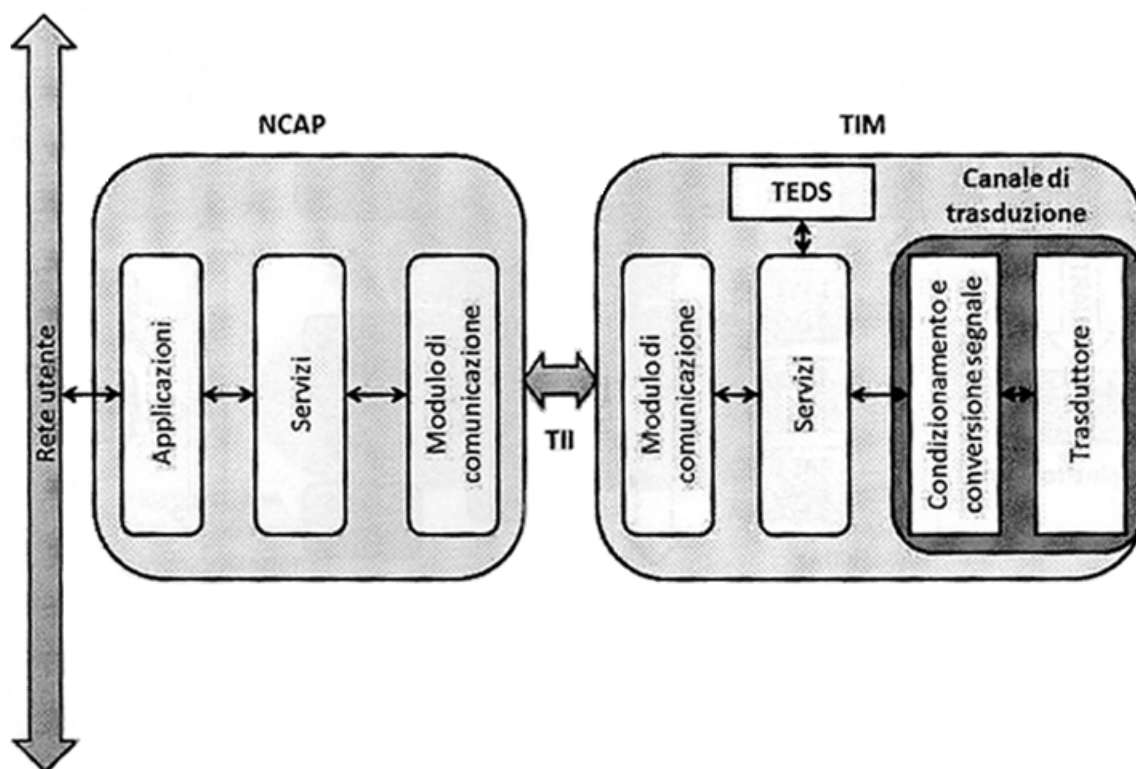 NCAP
TIM
TEDS
Canale di
trasduzione
Rete utente
Applicazioni
Servizi
Modulo di
comunicazione
TII
Modulo di
comunicazione
Servizi
Condizionamento e
conversione segnale
Trasduttore